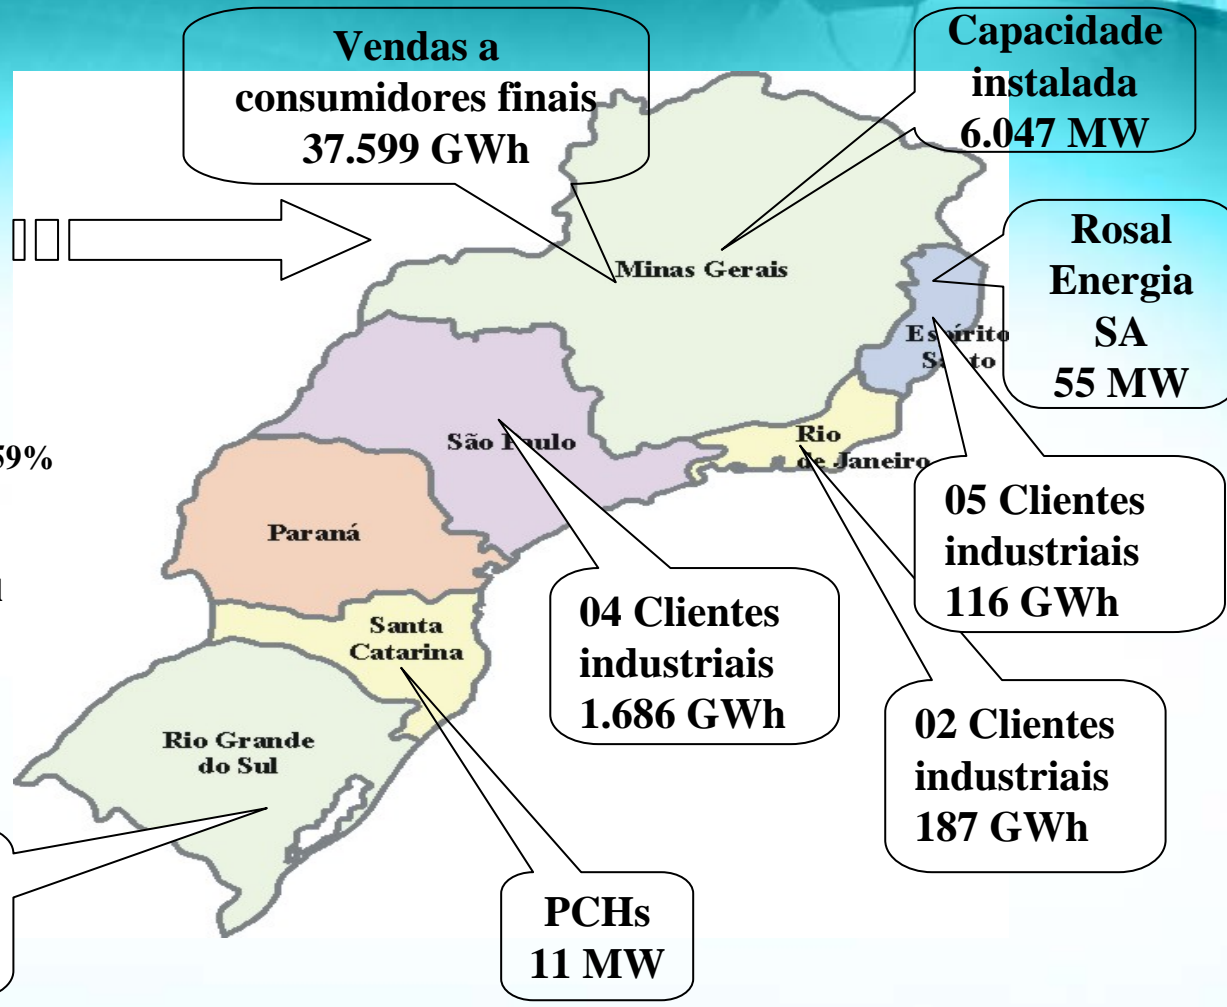 Vendas a
consumidores finais
37.599 GWh
Capacidade
instalada
6.047 MW
Rosal
Energia
SA
55 MW
Minas Gerais
Espírito
Santo
São Paulo
Rio
de Janeiro
59%
Paraná
05 Clientes
industriais
116 GWh
04 Clientes
industriais
1.686 GWh
Santa
Catarina
02 Clientes
industriais
187 GWh
Rio Grande
do Sul
PCHs
11 MW